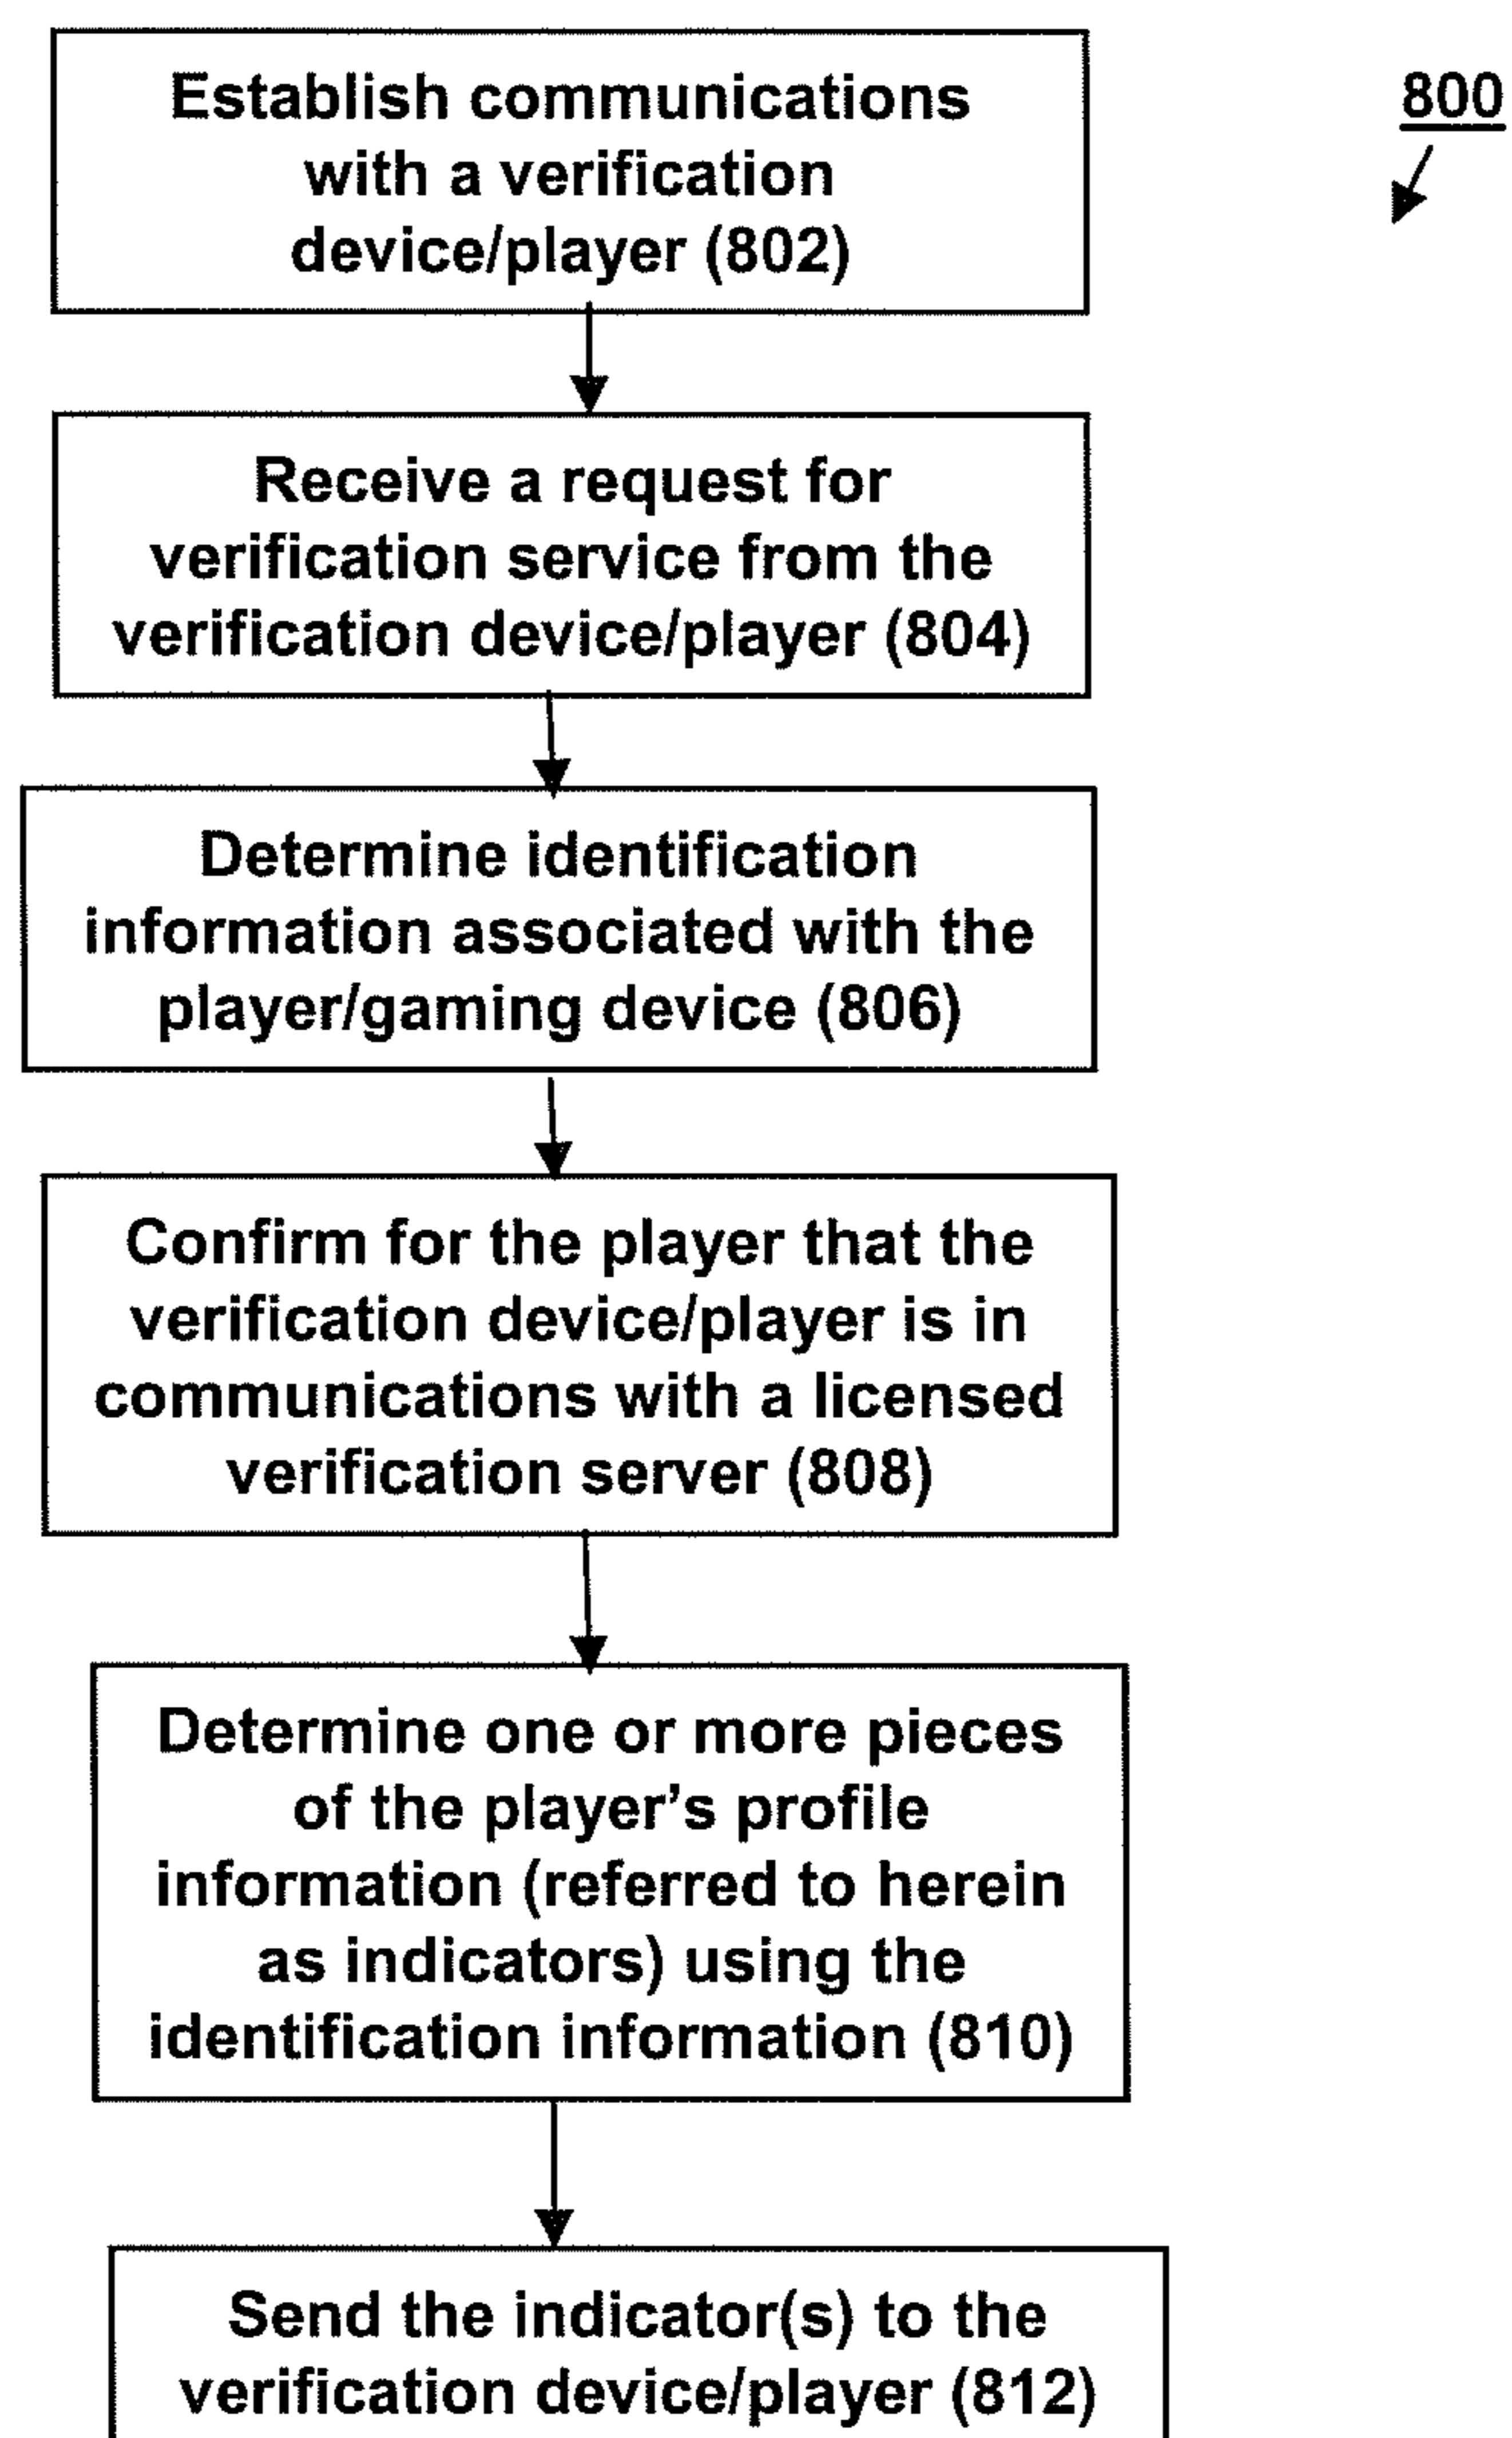 Establish communications
with a verification
device/player (802)
800
Receive a request for
verification service from the
verification device/player (804)
Determine identification
information associated with the
player/gaming device (806)
Confirm for the player that the
verification device/player is in
communications with a licensed
verification server (808)
Determine one or more pieces
of the player's profile
information (referred to herein
as indicators) using the
identification information (810)
Send the indicator(s) to the
verification device/player (812)